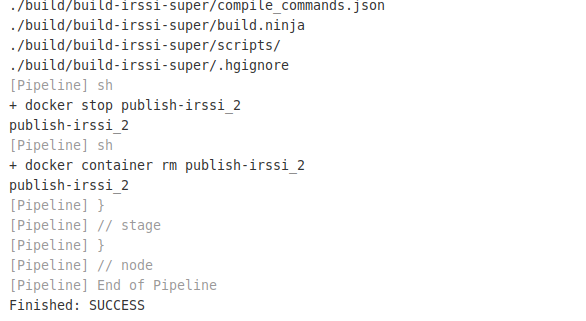 ./build/build-irssi-super/compile_commands.json
./build/build-irssi-super/build.ninja
./build/build-irssi-super/scripts/
./build/build-irssi-super/.hgignore
[Pipeline] sh
+ docker stop publish-irssi_2
publish-irssi_2
[Pipeline] sh
+ docker container rm publish-irssi_2
publish-irssi_2
[Pipeline] }
[Pipeline] // stage
[Pipeline] }
[Pipeline] // node
[Pipeline] End of Pipeline
Finished: SUCCESS